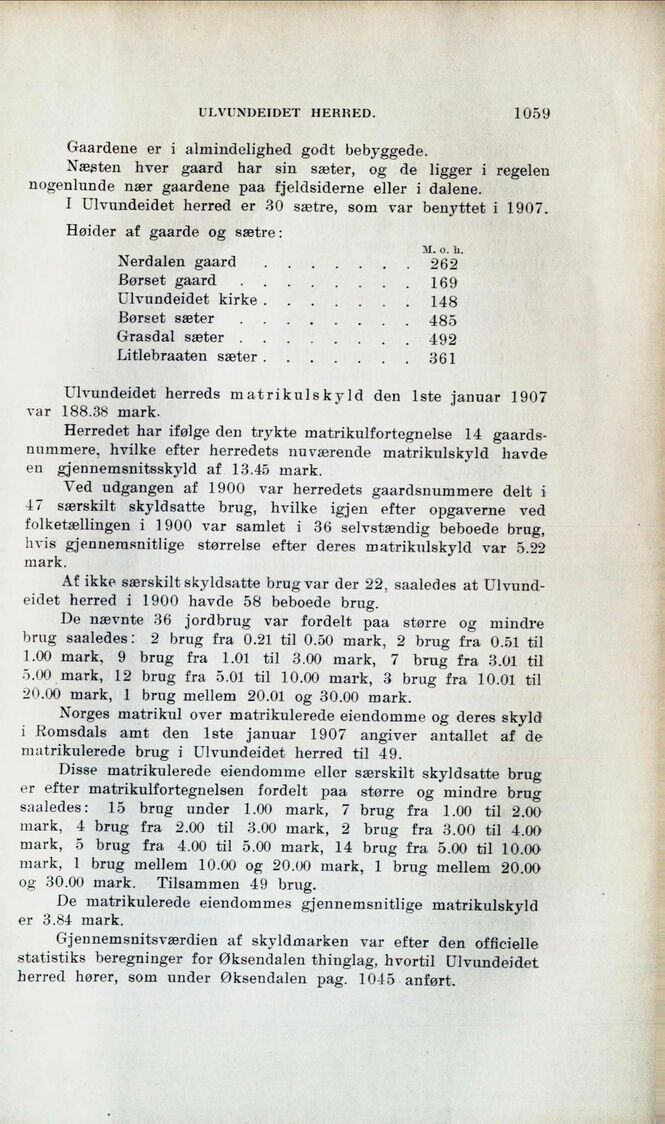 ULVUNDEIDET HERRED. 1059
Gaardene er i almindelighed godt bebyggede.
Næsten hver gaard har sin sæter, og de ligger i regelen
nogenlunde nær gaardene paa fjeldsiderne eller i dalene.
I Ulvundeidet herred er 30 sætre, som var benyttet i 1907.
Høider af gaarde og sætre:
M. o. h.
Nerdalen gaard . . . . . . . 262
Børset gaard . . . . . . . . 169
Ulvundeidet kirke . . . . . . . 148
Børset sæter . . . . . . . . 485
Grasdal sæter . . . . . . . . 492
Litlebraaten sæter . . . . . . . 361
Ulvundeidet herreds matrikulskyld den 1ste januar 1907
var 188.38 mark.
Herredet har ifølge den trykte matrikulfortegnelse 14 gaards-
nummere, hvilke efter herredets nuværende matrikulskyld havde
en gjennemsnitsskyld af 13.45 mark.
Ved udgangen af 1900 var herredets gaardsnummere delt i
47 særskilt skyldsatte brug, hvilke igjen efter opgaverne ved
folketællingen i 1900 var samlet i 36 selvstændig beboede brug,
hvis gjennemsnitlige størrelse efter deres matrikulskyld var 5.22
mark.
Af ikke særskilt skyldsatte brug var der 22, saaledes at Ulvund-
eidet herred i 1900 havde 58 beboede brug.
De nævnte 36 jordbrug var fordelt paa større og mindre
brug saaledes: 2 brug fra 0.21 til 0.50 mark, 2 brug fra 0.51 til
1.00 mark, 9 brug fra 1.01 til 3.00 mark, 7 brug fra 3.01 til
5.00 mark, 12 brug fra 5.01 til 10.00 mark, 3 brug fra 10.01 til
20.00 mark, 1 brug mellem 20.01 og 30.00 mark.
Norges matrikul over matrikulerede eiendomme og deres skyld
i Romsdals amt den 1ste januar 1907 angiver antallet af de
matrikulerede brug i Ulvundeidet herred til 49.
Disse matrikulerede eiendomme eller særskilt skyldsatte brug
er efter matrikulfortegnelsen fordelt paa større og mindre brug
saaledes: 15 brug under 1.00 mark, 7 brug fra 1.00 til 2.00
mark, 4 brug fra 2.00 til 3.00 mark, 2 brug fra 3.00 til 4.00
mark, 5 brug fra 4.00 til 5.00 mark, 14 brug fra 5.00 til 10.00
mark, 1 brug mellem 10.00 og 20.00 mark, 1 brug mellem 20.00
og 30.00 mark. Tilsammen 49 brug.
De matrikulerede eiendommes gjennemsnitlige matrikulskyld
er 3.84 mark.
Gjennemsnitsværdien af skyldmarken var efter den officielle
statistiks beregninger for Øksendalen thinglag, hvortil Ulvundeidet
herred hører, som under Øksendalen pag. 1045 anført.